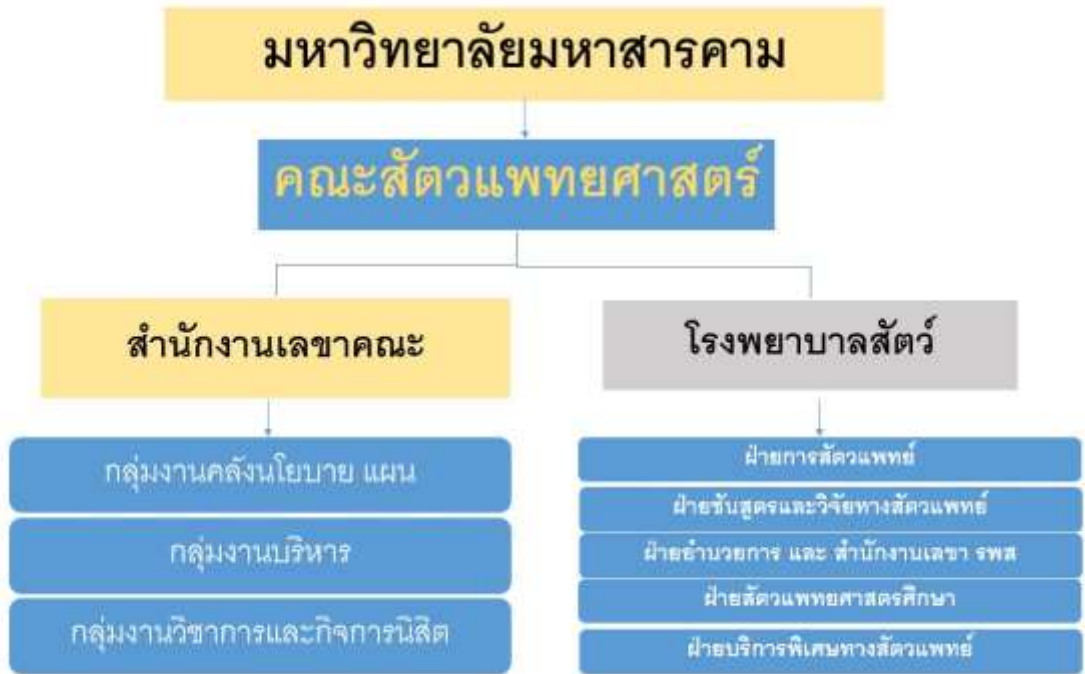 มหาวิทยาลัยมหาสารคาม
คณะสัตวแพทยศาสตร์
สำนักงานเลขาคณะ
กลุ่มงานคลังนโยบาย แผน
กลุ่มงานบริหาร
กลุ่มงานวิชาการและกิจการนิสิต
โรงพยาบาลสัตว์
ฝ่ายการสัตวแพทย์
ฝ่ายชันสูตรและวิจัยทางสัตวแพทย์
ฝ่ายอำนวยการ และ สำนักงานเลขา รพส
ฝ่ายสัตวแพทยศาสตรศึกษา
ฝ่ายบริการพิเศษทางสัตวแพทย์